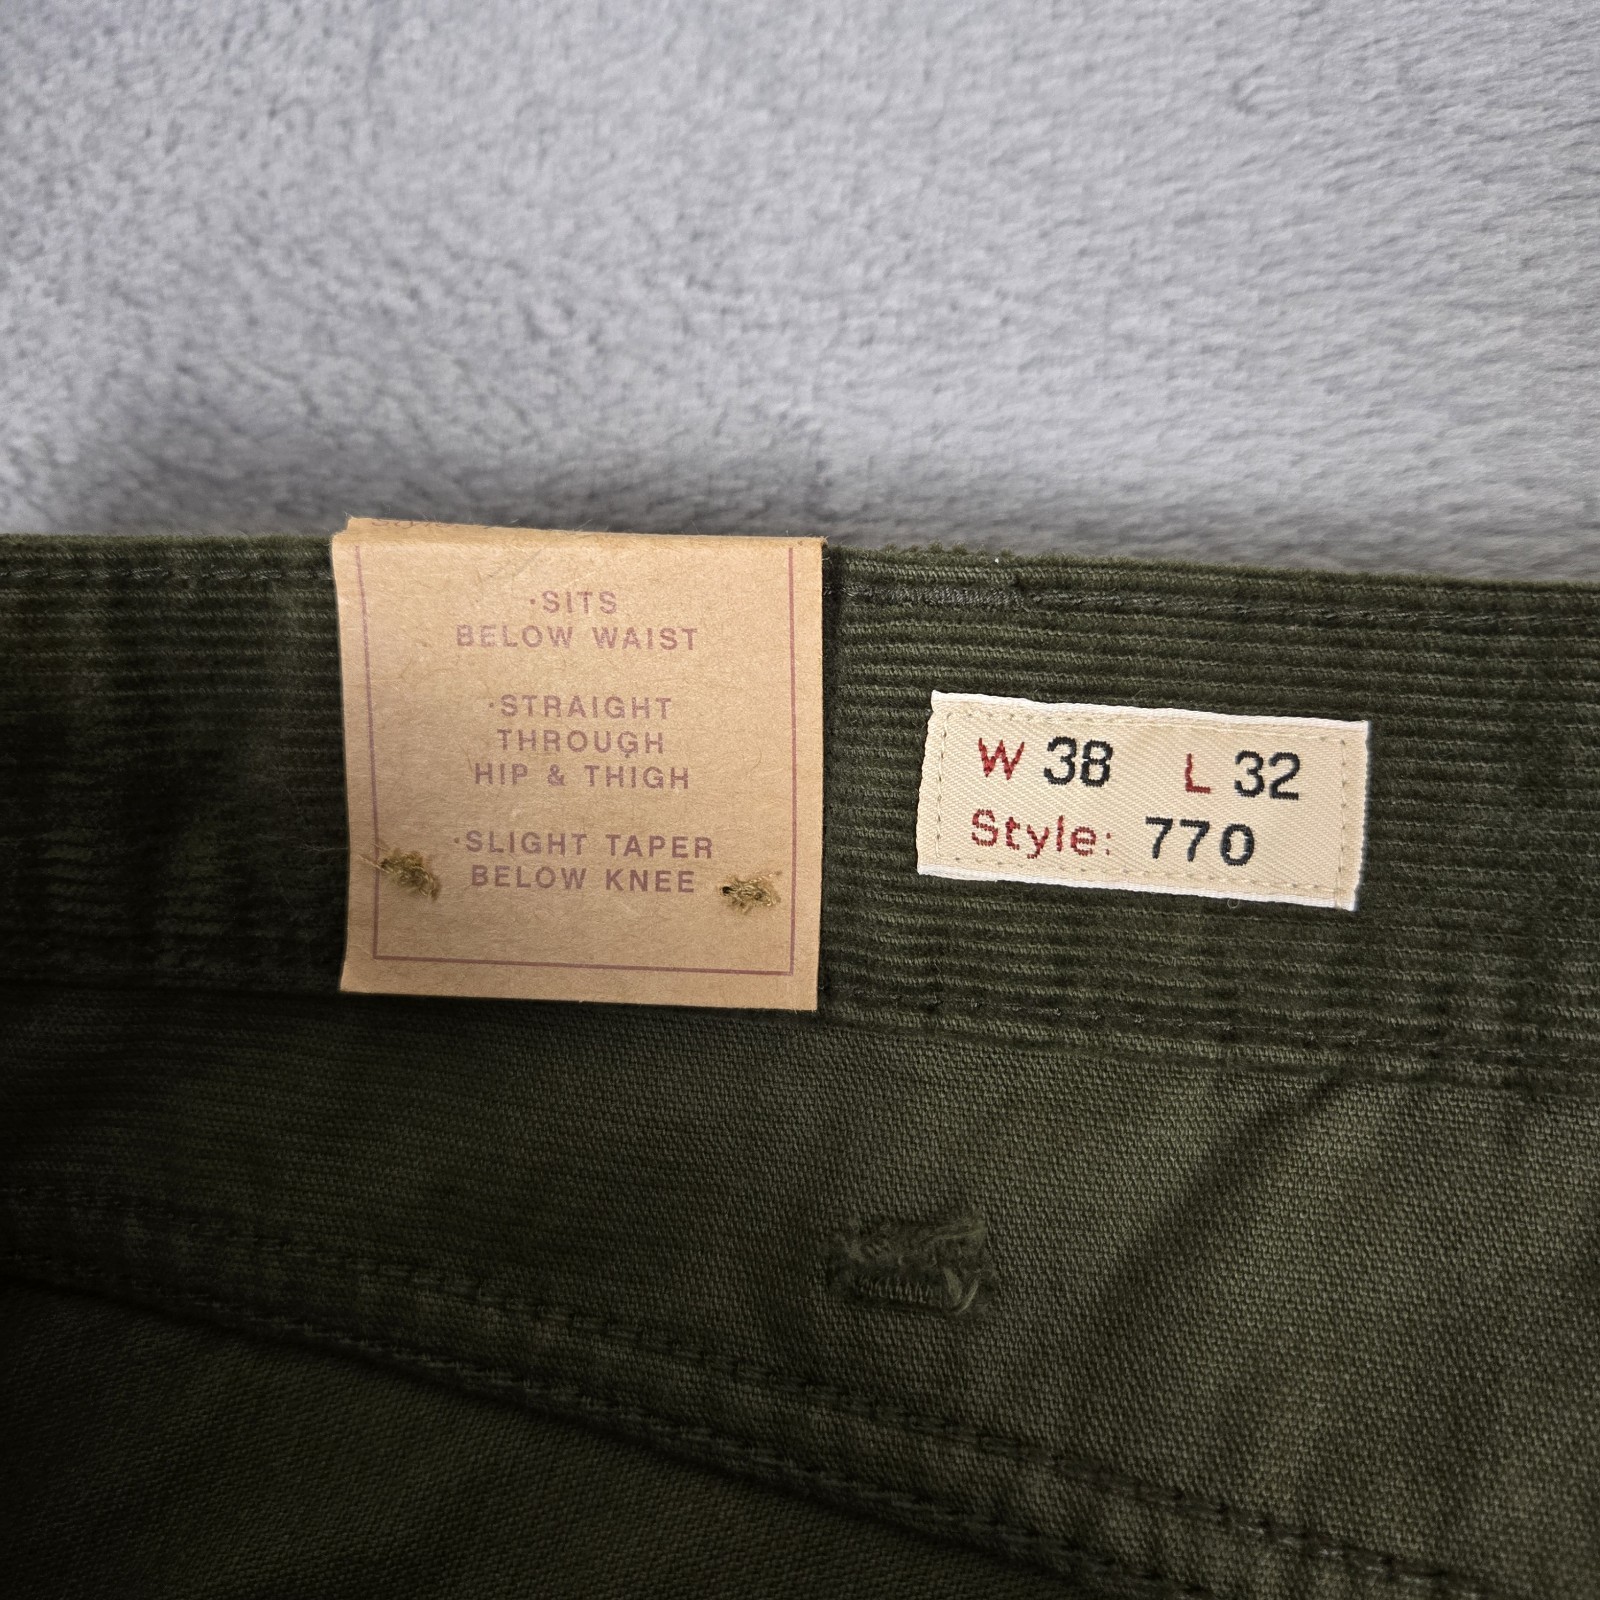 ·SITS
BELOW WAIST
·STRAIGHT
THROUGH
HIP & THIGH
·SLIGHT TAPER
BELOW KNEE
W 38 L 32
Style: 770